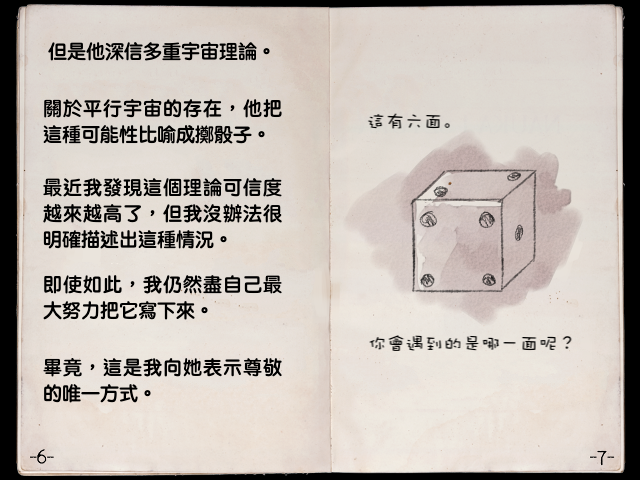 但是他深信多重宇宙理論。
關於平行宇宙的存在，他把
這種可能性比喻成擲骰子。
最近我發現這個理論可信度
越來越高了，但我沒辦法很
明確描述出這種情況。
即使如此，我仍然盡自己最
大努力把它寫下來。
畢竟，這是我向她表示尊敬
的唯一方式。
-6-
這有六面。
你會遇到的是哪一面呢？
-7-